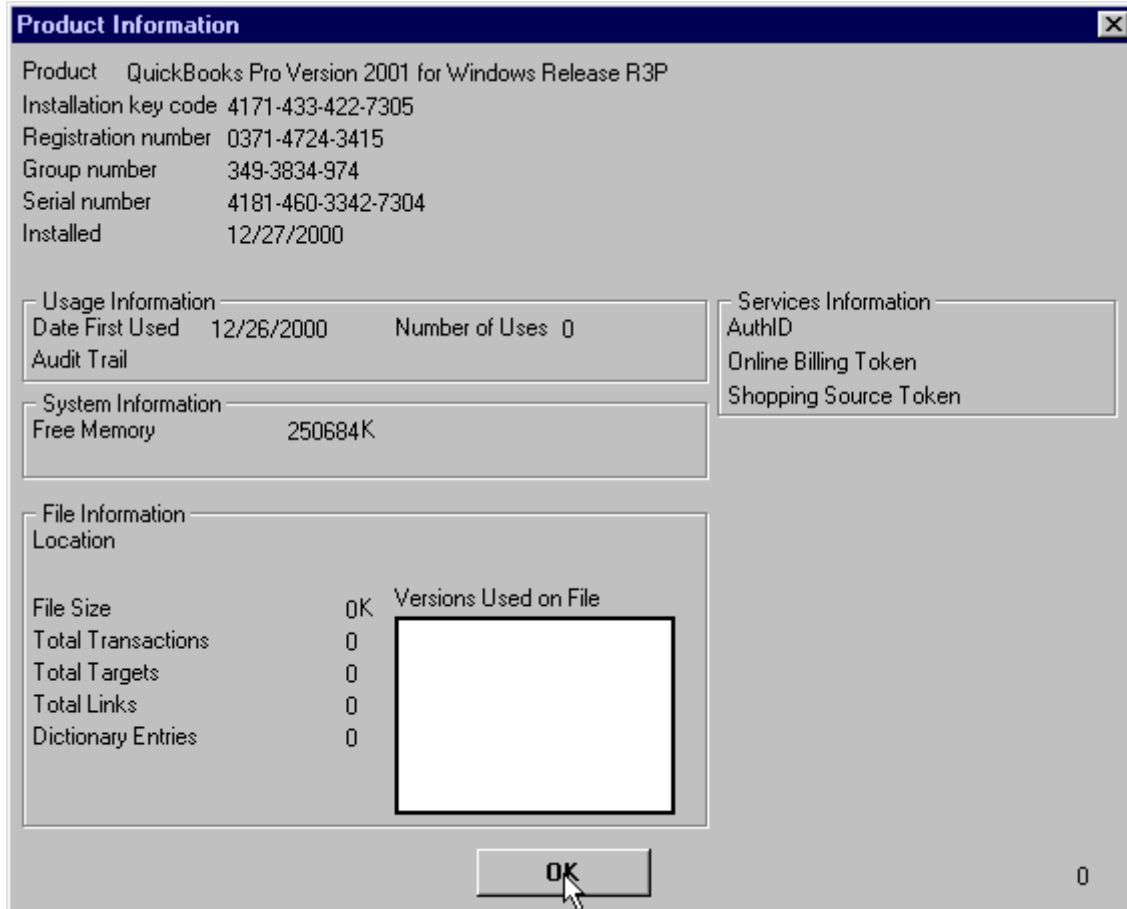 Product Information
Product QuickBooks Pro Version 2001 for Windows Release R3P
Installation key code 4171-433-422-7305
Registration number 0371-4724-3415
Group number 349-3834-974
Serial number 4181-460-3342-7304
Installed 12/27/2000
Usage Information
Date First Used 12/26/2000 Number of Uses 0
Audit Trail
Services Information
AuthID
Online Billing Token
Shopping Source Token
System Information
Free Memory 250684K
File Information
Location
File Size 0K
Total Transactions 0
Total Targets 0
Total Links 0
Dictionary Entries 0
Versions Used on File
OK
0